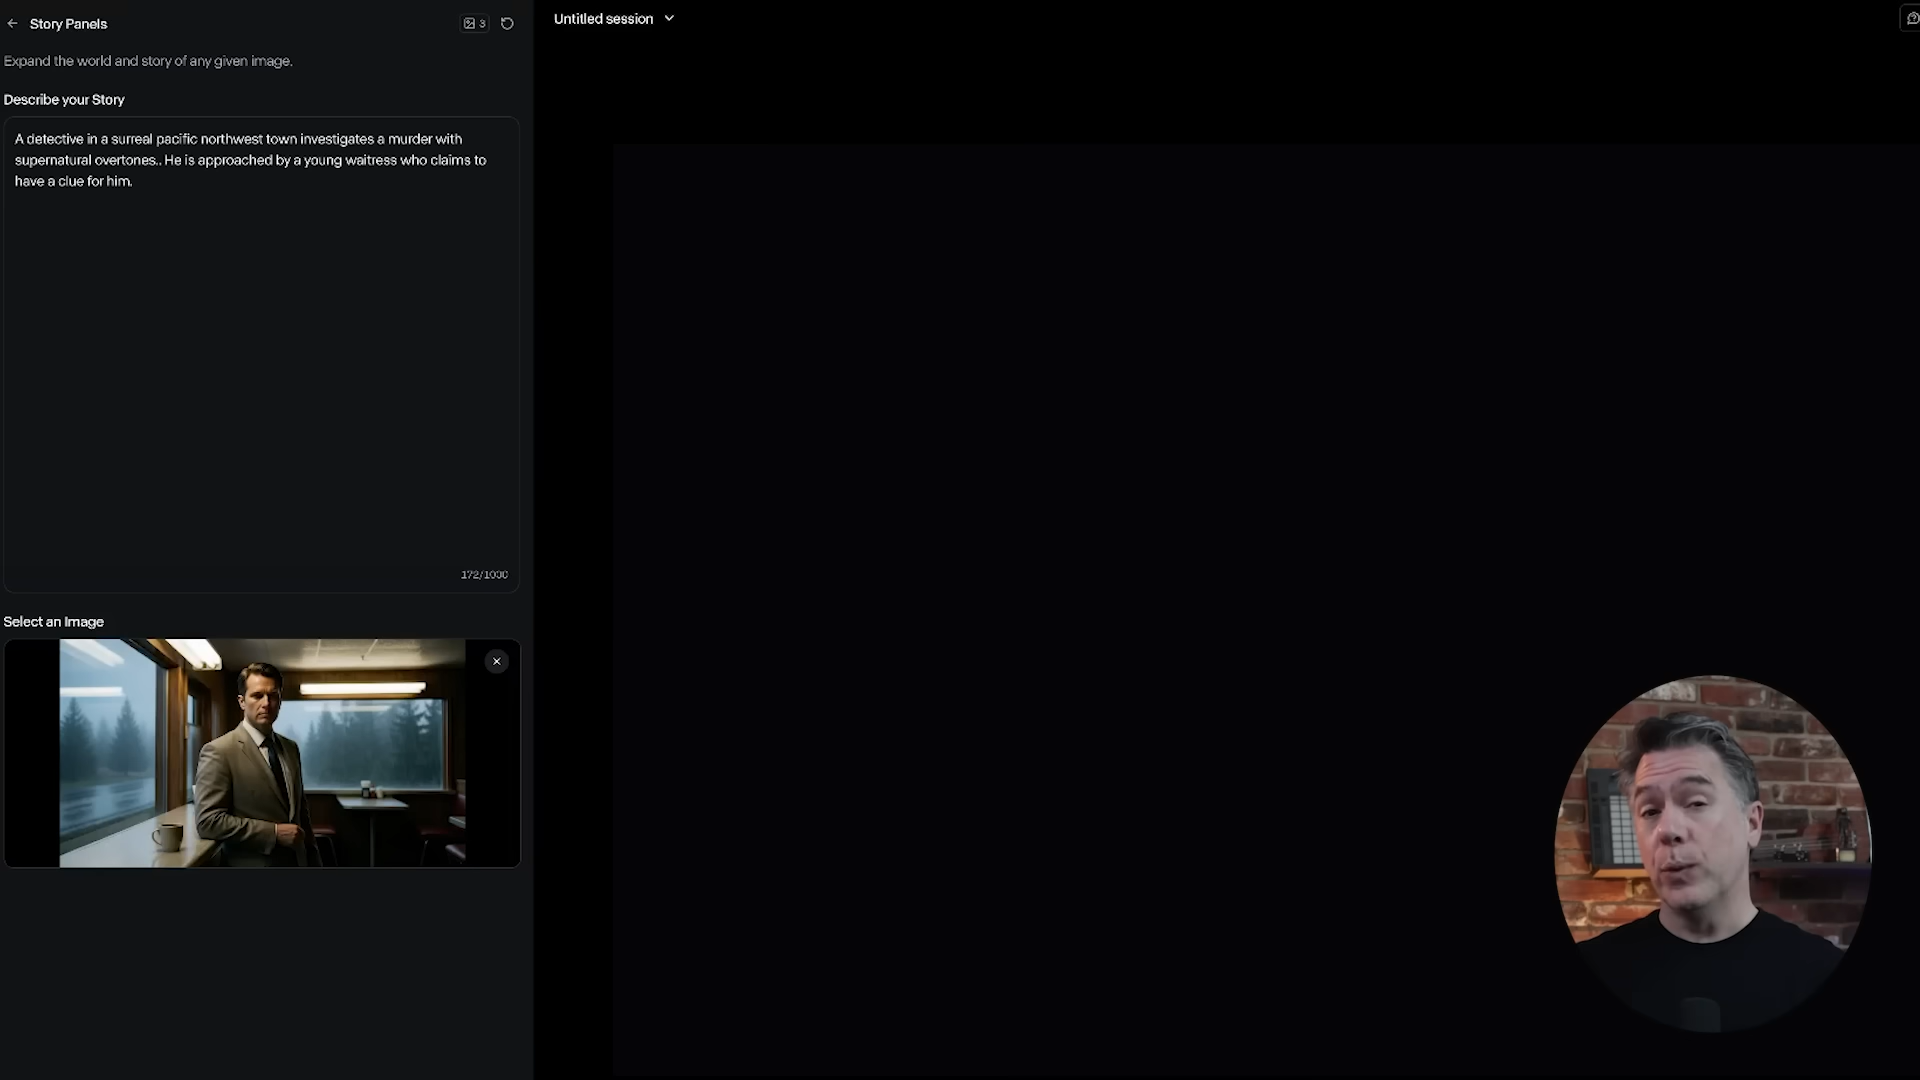 Story Panels
3
Untitled session
Expand the world and story of any given image.
Describe your Story
A detective in a surreal pacific northwest town investigates a murder with
supernatural overtones.. He is approached by a young waitress who claims to
have a clue for him.
172/1000
Select an Image